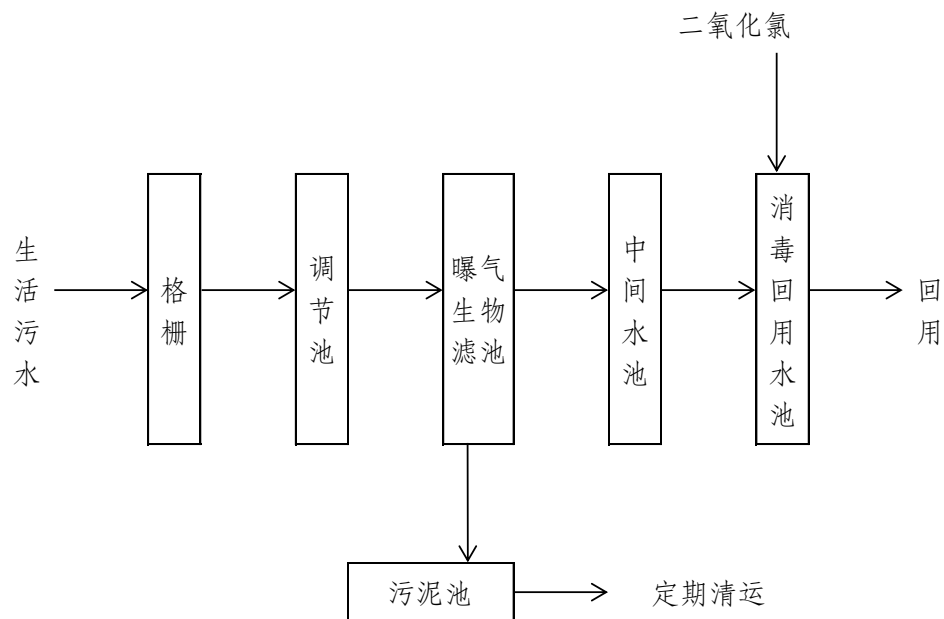 二氧化氯
生活污水
格栅
调节池
曝气
生物
滤池
中间水池
消毒回用水池
回用
污泥池
定期清运